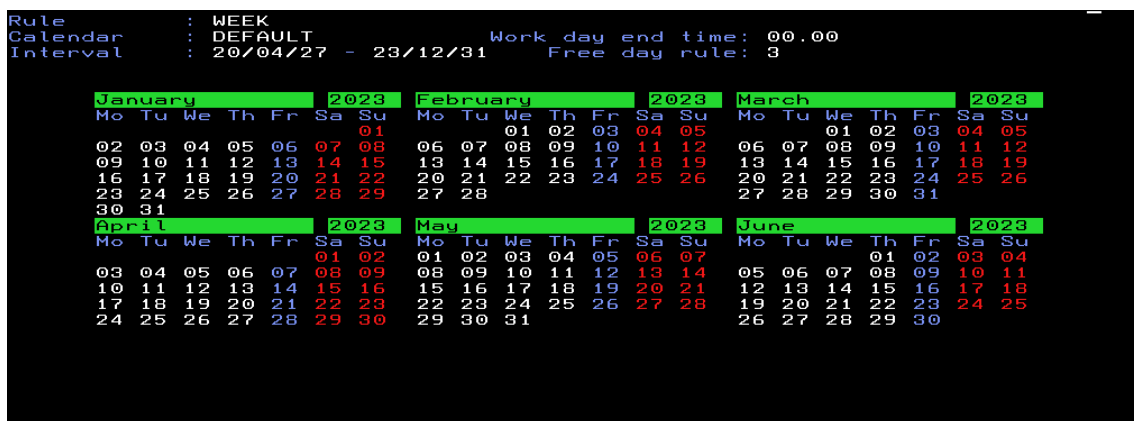 Rule : WEEK
Calendar : DEFAULT Work day end time: 00.00
Interval : 20/04/27 - 23/12/31 Free day rule: 3
January 2023 February 2023 March 2023
Mo Tu We Th Fr Sa Su Mo Tu We Th Fr Sa Su Mo Tu We Th Fr Sa Su
01 01 02 03 04 05 01 02 03 04 05
02 03 04 05 06 07 08 06 07 08 09 10 11 12 06 07 08 09 10 11 12
09 10 11 12 13 14 15 13 14 15 16 17 18 19 13 14 15 16 17 18 19
16 17 18 19 20 21 22 20 21 22 23 24 25 26 20 21 22 23 24 25 26
23 24 25 26 27 28 29 27 28 27 28 29 30 31
30 31
April 2023 May 2023 June 2023
Mo Tu We Th Fr Sa Su Mo Tu We Th Fr Sa Su Mo Tu We Th Fr Sa Su
01 02 01 02 03 04 05 06 07 01 02 03 04
03 04 05 06 07 08 09 08 09 10 11 12 13 14 05 06 07 08 09 10 11
10 11 12 13 14 15 16 15 16 17 18 19 20 21 12 13 14 15 16 17 18
17 18 19 20 21 22 23 22 23 24 25 26 27 28 19 20 21 22 23 24 25
24 25 26 27 28 29 30 29 30 31 26 27 28 29 30